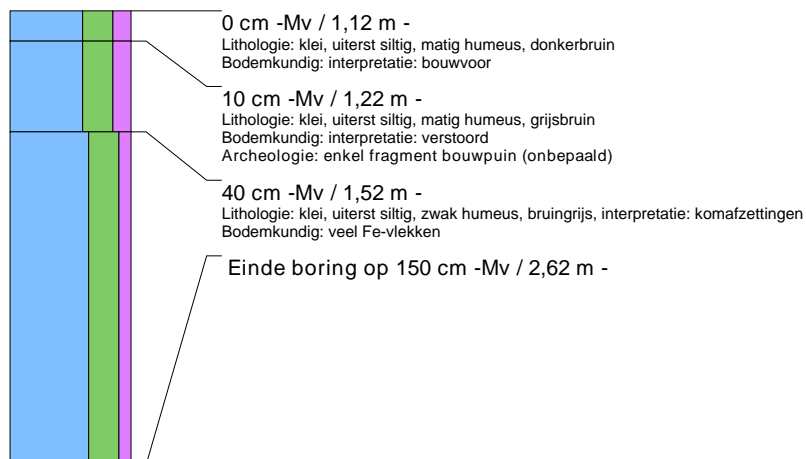 0 cm -Mv / 1,12 m -
Lithologie: klei, uiterst siltig, matig humeus, donkerbruin
Bodemkundig: interpretatie: bouwvoor
10 cm -Mv / 1,22 m -
Lithologie: klei, uiterst siltig, matig humeus, grijsbruin
Bodemkundig: interpretatie: verstoord
Archeologie: enkel fragment bouwpuin (onbepaald)
40 cm -Mv / 1,52 m -
Lithologie: klei, uiterst siltig, zwak humeus, bruingrijs, interpretatie: komafzettingen
Bodemkundig: veel Fe-vlekken
Einde boring op 150 cm -Mv / 2,62 m -